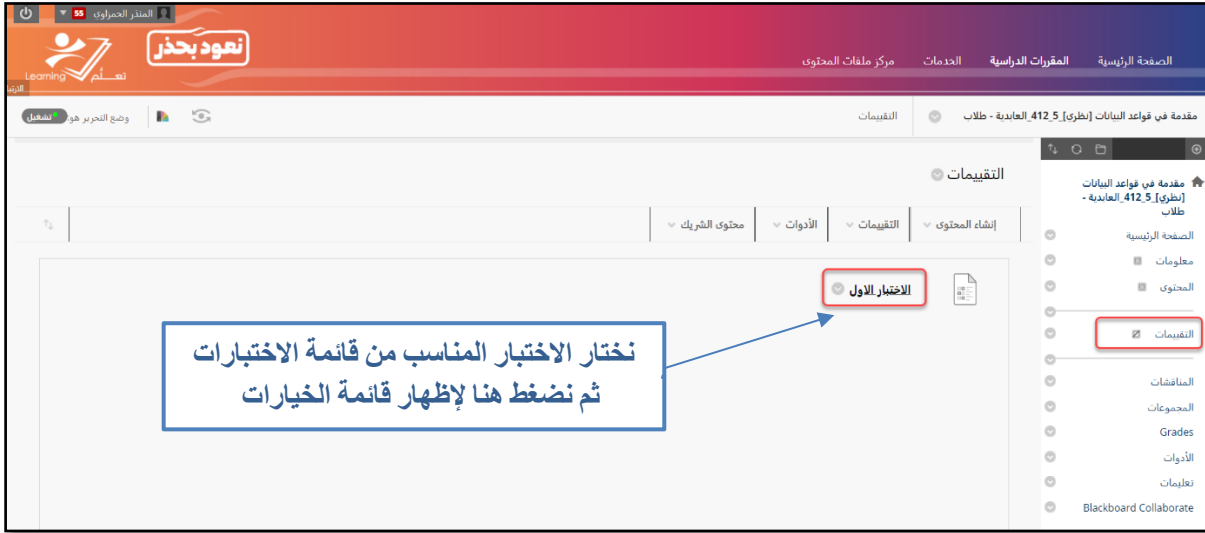 المنذر الحمراوي 55
نعود بحذر
تعــلُم Learning
الصفحة الرئيسية المقررات الدراسية الخدمات مركز ملفات المحتوى
مقدمة في قواعد البيانات [نظري]_5_412_العابدية - طلاب التقييمات وضع التحرير هو: تشغيل
التقييمات
إنشاء المحتوى التقييمات الأدوات محتوى الشريك
الاختبار الاول
نختار الاختبار المناسب من قائمة الاختبارات
ثم نضغط هنا لإظهار قائمة الخيارات
مقدمة في قواعد البيانات
[نظري]_5_412_العابدية -
طلاب
الصفحة الرئيسية
معلومات
المحتوى
التقييمات
المناقشات
المجموعات
Grades
الأدوات
تعليمات
Blackboard Collaborate